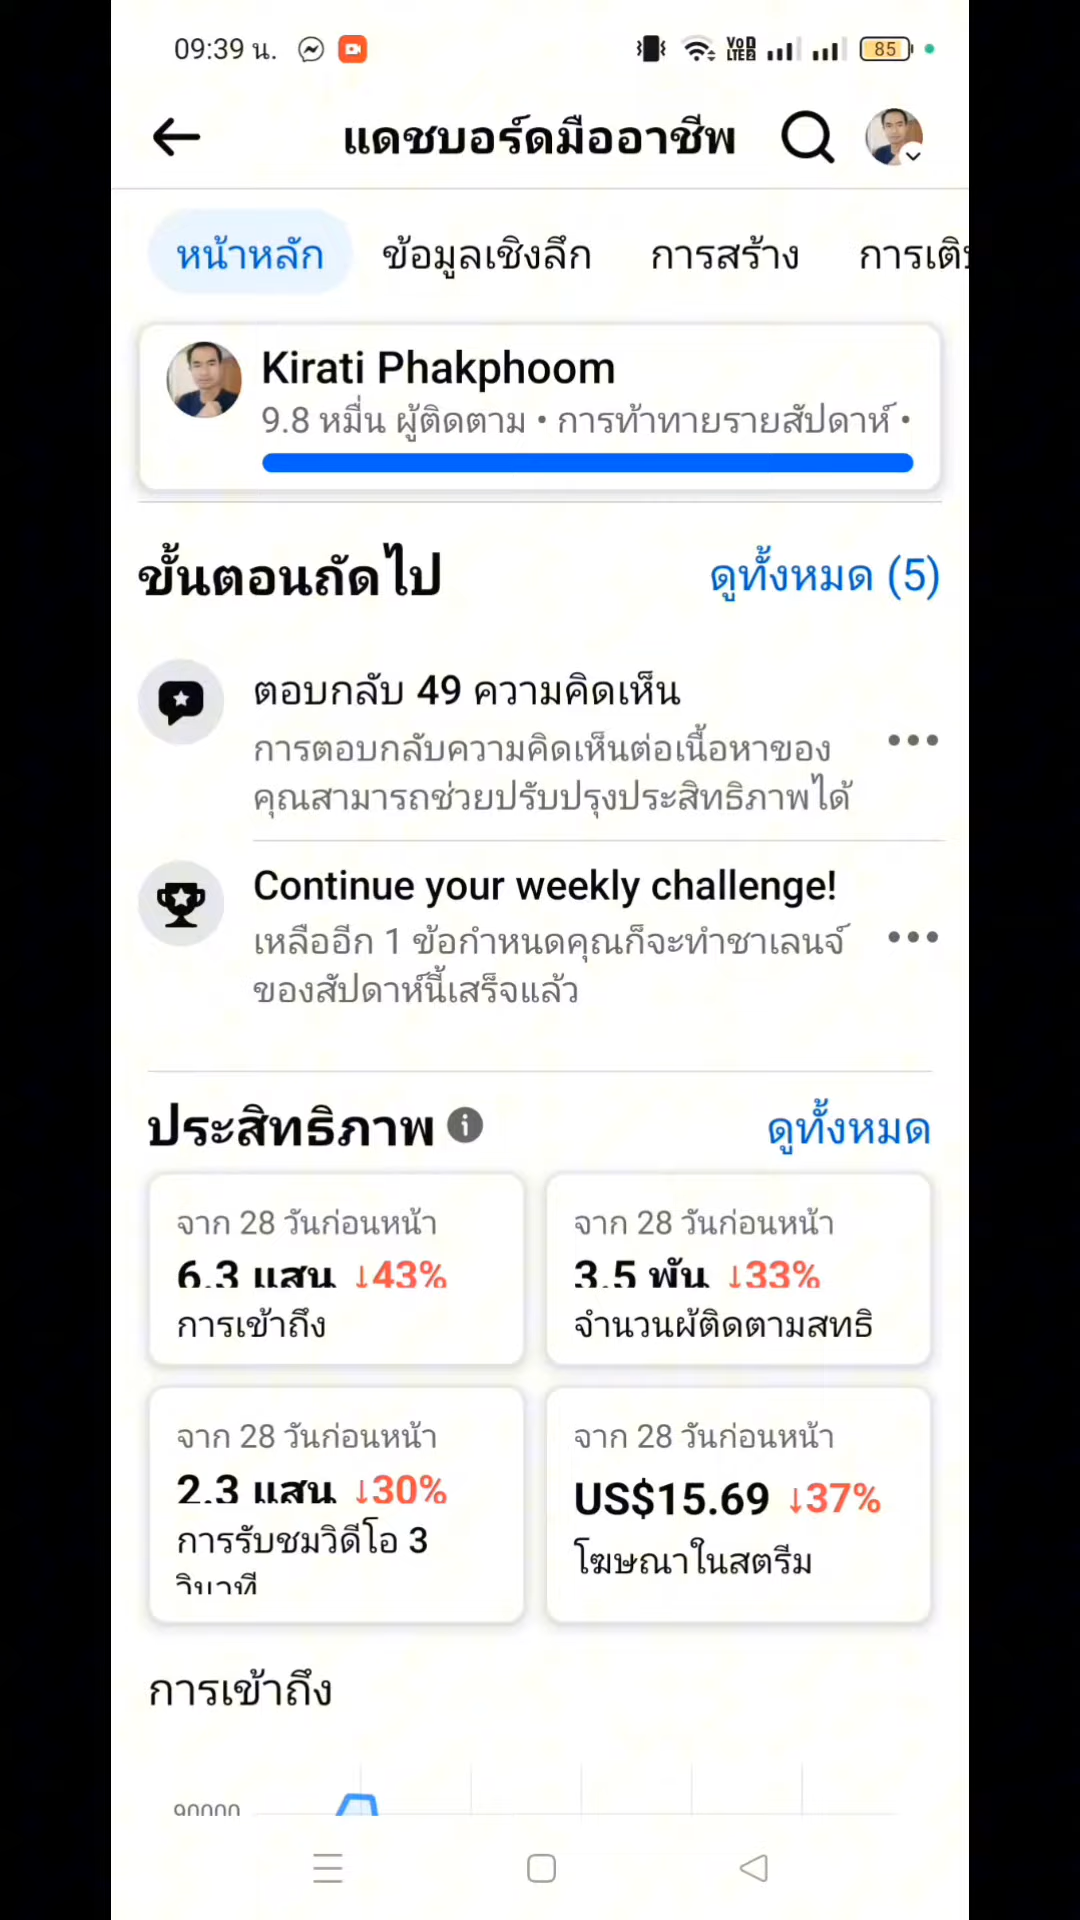 09:39 น.
VoD LTE2
85
แดชบอร์ดมืออาชีพ
หน้าหลัก ข้อมูลเชิงลึก การสร้าง การเติบ
Kirati Phakphoom
9.8 หมื่น ผู้ติดตาม • การท้าทายรายสัปดาห์ •
ขั้นตอนถัดไป
ดูทั้งหมด (5)
ตอบกลับ 49 ความคิดเห็น
การตอบกลับความคิดเห็นต่อเนื้อหาของ
คุณสามารถช่วยปรับปรุงประสิทธิภาพได้
Continue your weekly challenge!
เหลืออีก 1 ข้อกำหนดคุณก็จะทำชาเลนจ์
ของสัปดาห์นี้เสร็จแล้ว
ประสิทธิภาพ
ดูทั้งหมด
จาก 28 วันก่อนหน้า
6.3 แสน ↓43%
การเข้าถึง
จาก 28 วันก่อนหน้า
3.5 พัน ↓33%
จำนวนผู้ติดตามสุทธิ
จาก 28 วันก่อนหน้า
2.3 แสน ↓30%
การรับชมวิดีโอ 3
วินาที
จาก 28 วันก่อนหน้า
US$15.69 ↓37%
โฆษณาในสตรีม
การเข้าถึง
90000